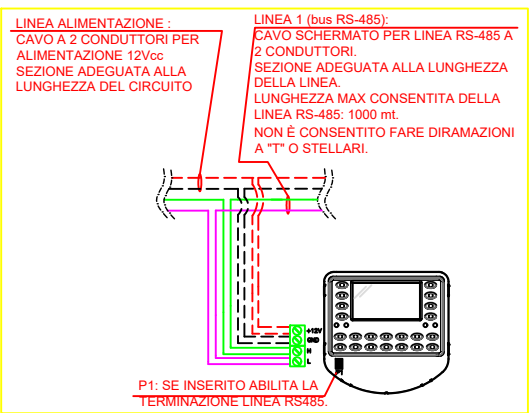 LINEA ALIMENTAZIONE :
CAVO A 2 CONDUTTORI PER
ALIMENTAZIONE 12Vcc
SEZIONE ADEGUATA ALLA
LUNGHEZZA DEL CIRCUITO
LINEA 1 (bus RS-485):
CAVO SCHERMATO PER LINEA RS-485 A
2 CONDUTTORI.
SEZIONE ADEGUATA ALLA LUNGHEZZA
DELLA LINEA.
LUNGHEZZA MAX CONSENTITA DELLA
LINEA RS-485: 1000 mt.
NON È CONSENTITO FARE DIRAMAZIONI
A "T" O STELLARI.
+12V
GND
H
L
P1: SE INSERITO ABILITA LA
TERMINAZIONE LINEA RS485.